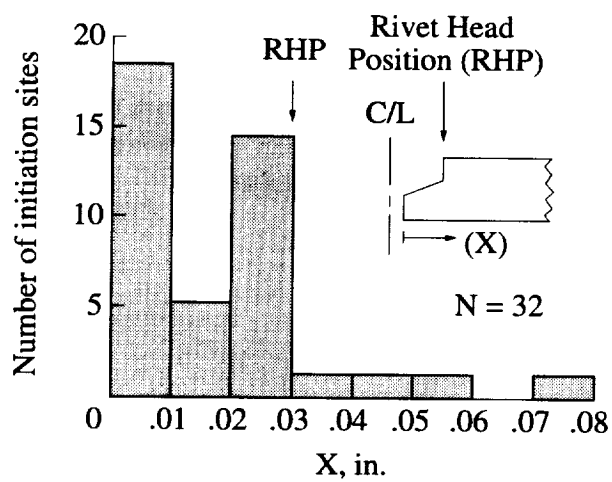 Number of initiation sites
20
15
10
5
0
.01 .02 .03 .04 .05 .06 .07 .08
X, in.
RHP
Rivet Head
Position (RHP)
C/L
(X)
N = 32